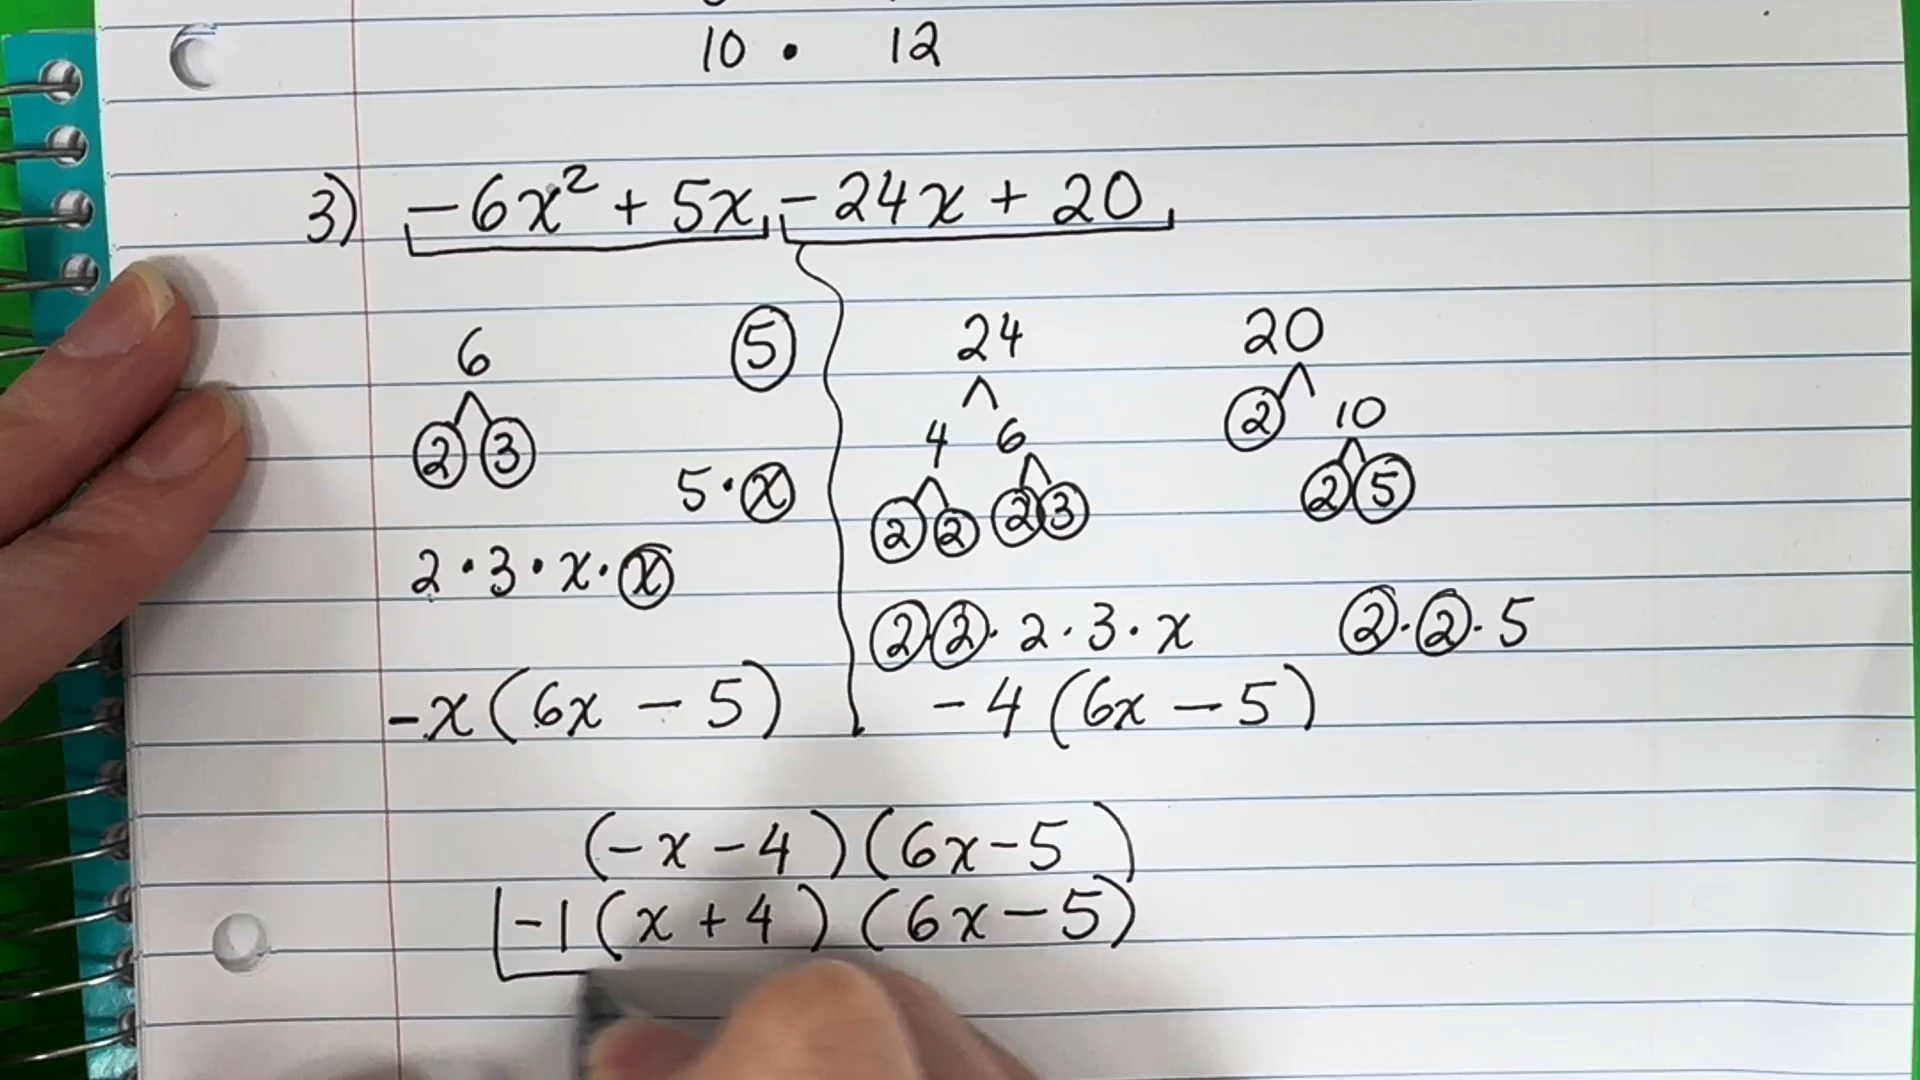 10 • 12
3) -6x² + 5x - 24x + 20
6 5 24 20
2 3 4 6 2 10
5 · x 2 2 2 3 2 5
2 · 3 · x · x
2 · 2 · 2 · 3 · x 2 · 2 · 5
-x(6x - 5) -4(6x - 5)
(-x - 4)(6x - 5)
-1(x + 4)(6x - 5)